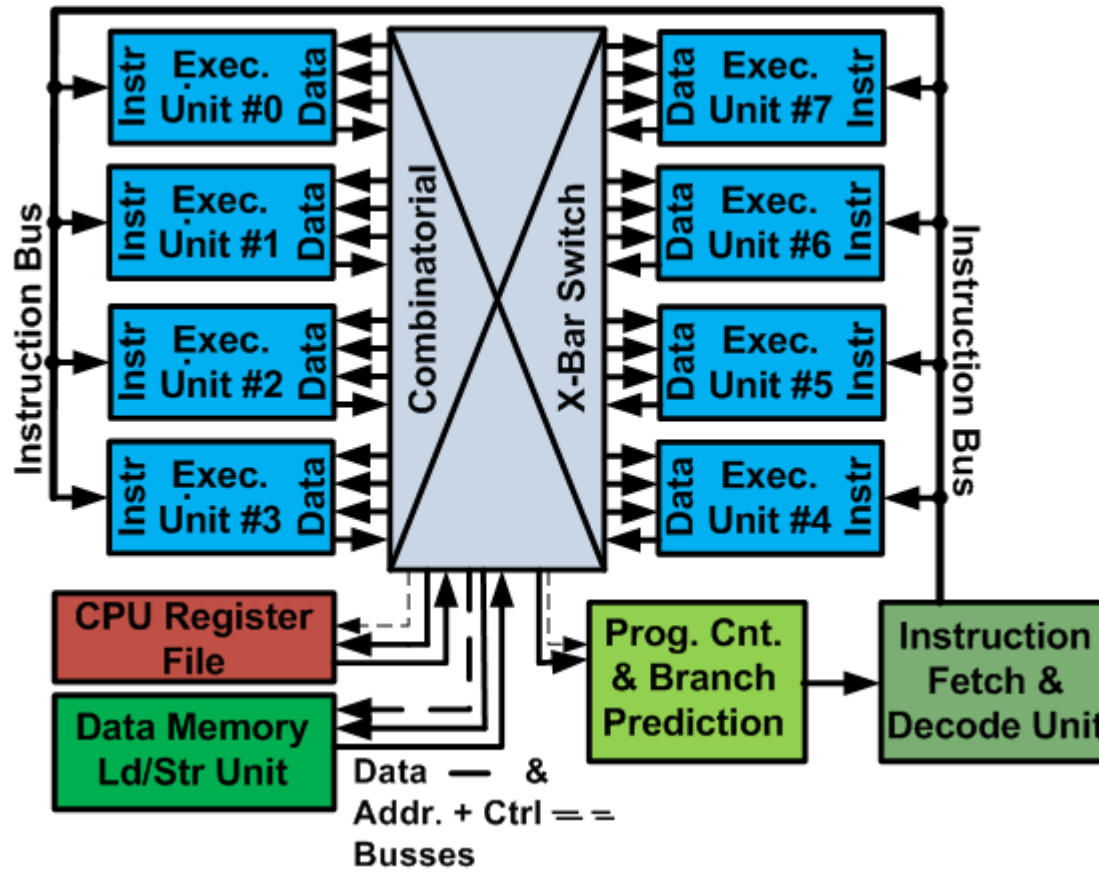 Instruction Bus
Instr
Exec.
Unit #0
Data
Instr
Exec.
Unit #1
Data
Instr
Exec.
Unit #2
Data
Instr
Exec.
Unit #3
Data
Combinatorial
X-Bar Switch
Data
Exec.
Unit #7
Instr
Data
Exec.
Unit #6
Instr
Data
Exec.
Unit #5
Instr
Data
Exec.
Unit #4
Instr
Instruction Bus
CPU Register
File
Data Memory
Ld/Str Unit
Prog. Cnt.
& Branch
Prediction
Instruction
Fetch &
Decode Unit
Data — &
Addr. + Ctrl = =
Busses